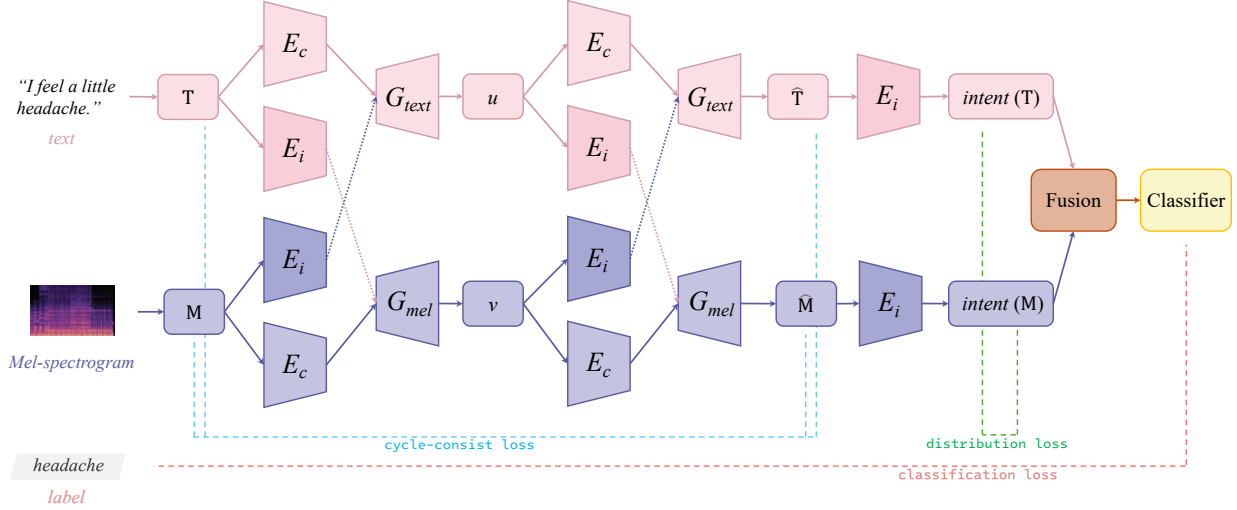 “I feel a little
headache.”
text
T
E_c
E_i
G_text
u
E_c
E_i
G_text
T̂
E_i
intent (T)
Fusion
Classifier
Mel-spectrogram
M
E_i
E_c
G_mel
v
E_i
E_c
G_mel
M̂
E_i
intent (M)
cycle-consist loss
distribution loss
headache
label
classification loss